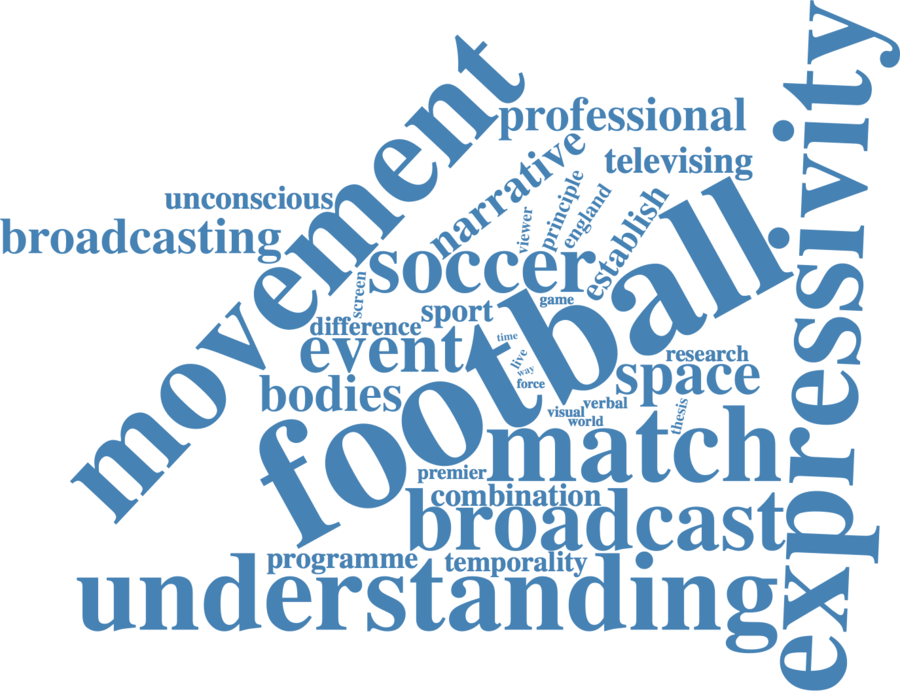 movement
professional
expressivity
televising
narrative
unconscious
principle
england
viewer
establish
broadcasting
football
soccer
screen
game
sport
difference
time
event
live
research
way
space
force
bodies
verbal
visual
thesis
world
match
premier
combination
broadcast
programme
temporality
understanding